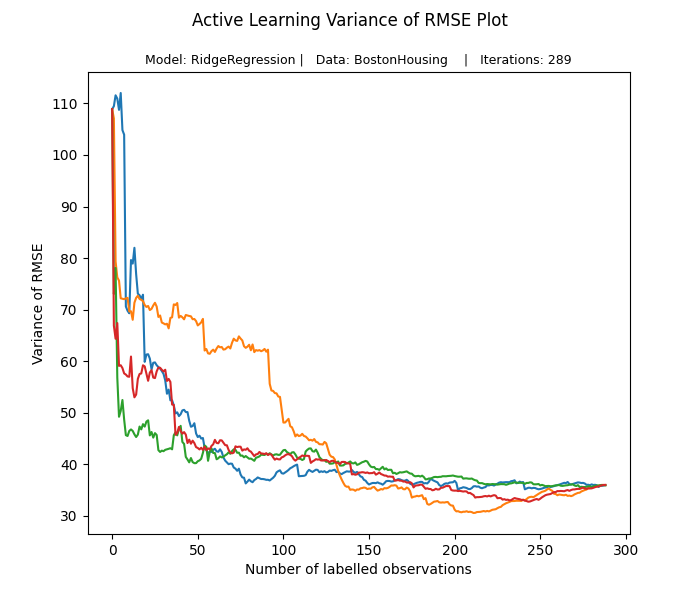 Active Learning Variance of RMSE Plot
Model: RidgeRegression |   Data: BostonHousing    |   Iterations: 289
Variance of RMSE
110
100
90
80
70
60
50
40
30
0 50 100 150 200 250 300
Number of labelled observations